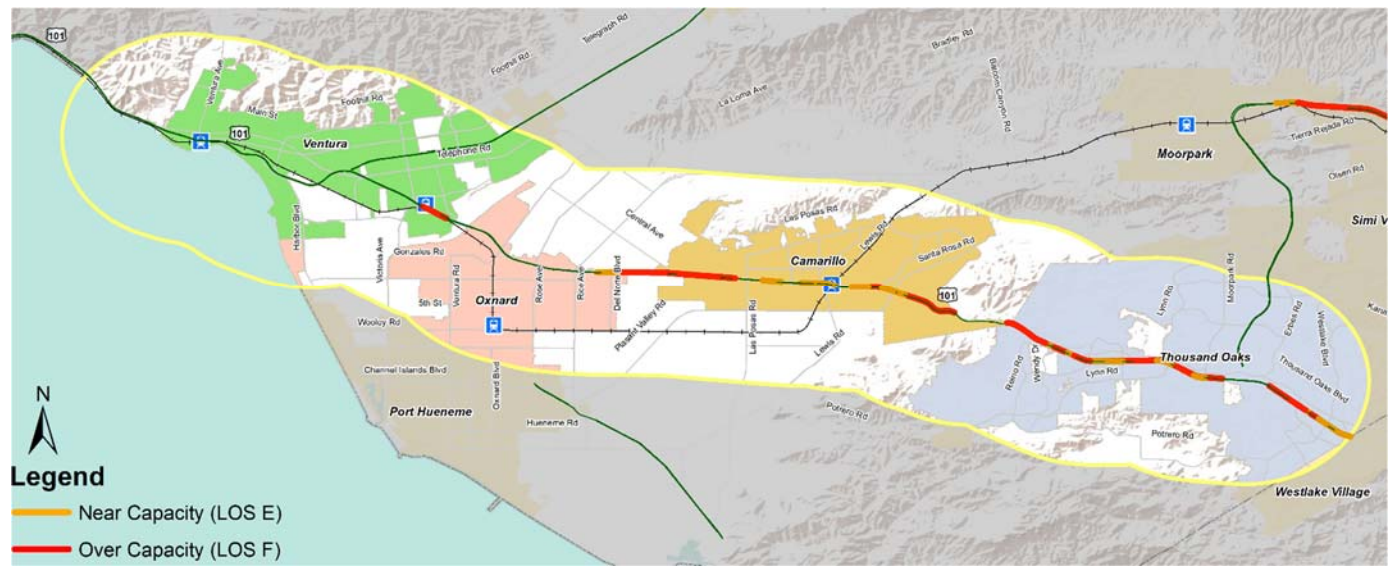 101
Ventura Ave
Main St
Foothill Rd
Foothill Rd
Telegraph Rd
101
Ventura
Telephone Rd
La Loma Ave
Bradley Rd
Balcom Canyon Rd
Moorpark
Tierra Rejada Rd
Olsen Rd
Simi V
Harbor Blvd
Victoria Ave
Gonzales Rd
Ventura Rd
Rose Ave
Rice Ave
Del Norte Blvd
Central Ave
Las Posas Rd
Camarillo
Lewis Rd
Santa Rosa Rd
101
Moorpark Rd
5th St
Oxnard
Wooley Rd
Plesant Valley Rd
Las Posas Rd
Lewis Rd
Reino Rd
Wendy Dr
Lynn Rd
Lynn Rd
Thousand Oaks
Erbes Rd
Westlake Blvd
Thousand Oaks Blvd
Kana
Channel Islands Blvd
Oxnard Blvd
Port Hueneme
Hueneme Rd
Potrero Rd
Potrero Rd
Westlake Village
N
Legend
Near Capacity (LOS E)
Over Capacity (LOS F)